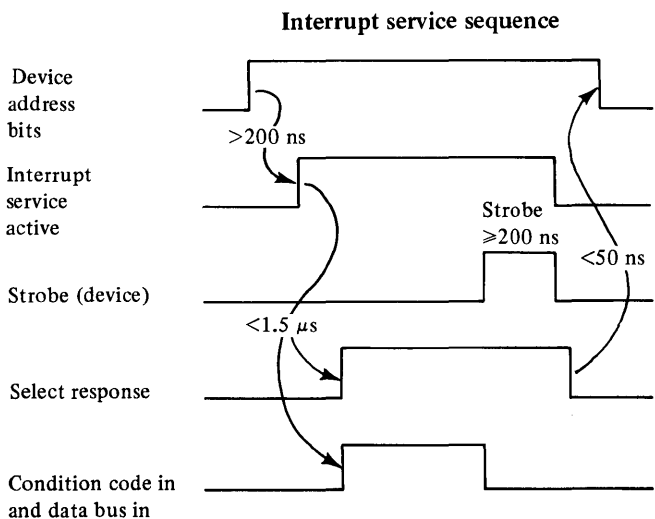 Interrupt service sequence
Device
address
bits
>200 ns
Interrupt
service
active
Strobe
⩾200 ns
<50 ns
Strobe (device)
<1.5 μs
Select response
Condition code in
and data bus in